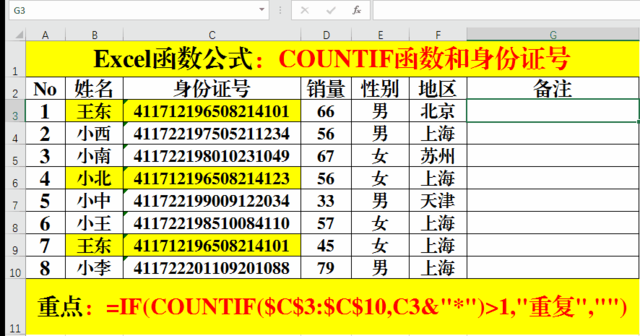 G3
fx
A B C D E F G
1 Excel函数公式：COUNTIF函数和身份证号
2 No 姓名 身份证号 销量 性别 地区 备注
3 1 王东 411712196508214101 66 男 北京
4 2 小西 411722197505211234 56 男 上海
5 3 小南 411722198010231049 67 女 苏州
6 4 小北 411712196508214123 56 女 上海
7 5 小中 411722199009122034 33 男 天津
8 6 小王 411722198510084110 57 女 上海
9 7 王东 411712196508214101 45 女 上海
10 8 小李 411722201109201088 79 男 上海
11 重点：=IF(COUNTIF($C$3:$C$10,C3&"*")>1,"重复","")